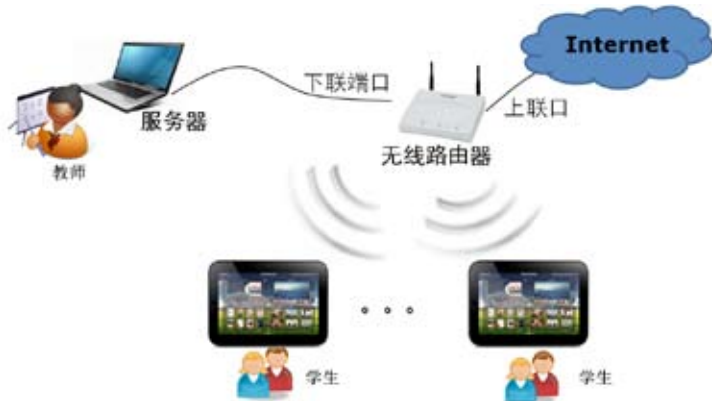 Internet
下联端口
上联口
服务器
无线路由器
教师
学生
学生